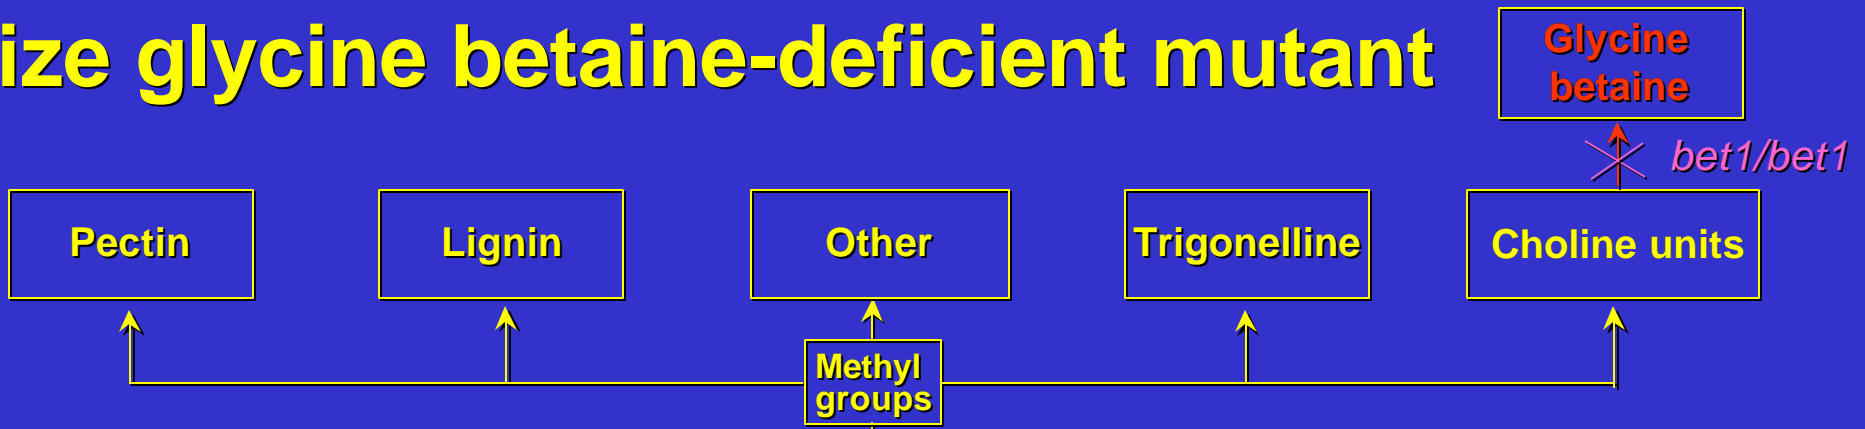 ize glycine betaine-deficient mutant
Glycine
betaine
bet1/bet1
Pectin
Lignin
Other
Trigonelline
Choline units
Methyl
groups